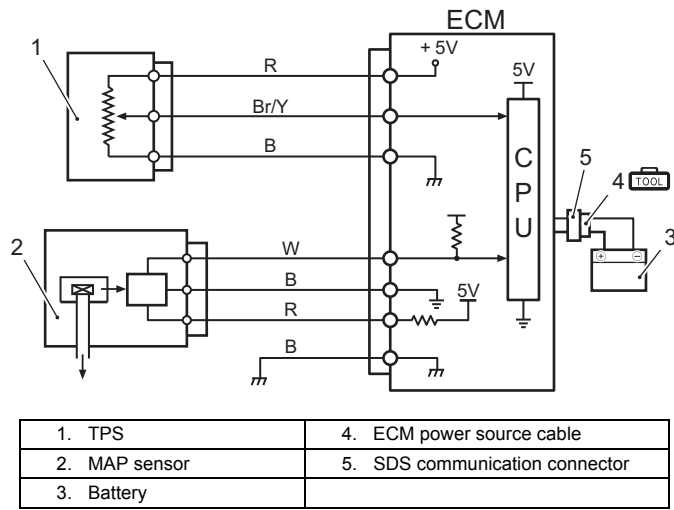 ECM
+ 5V
1
R
5V
Br/Y
B
C
P
U
5
4 TOOL
2
W
3
B
+ -
R
5V
B
1. TPS 4. ECM power source cable
2. MAP sensor 5. SDS communication connector
3. Battery